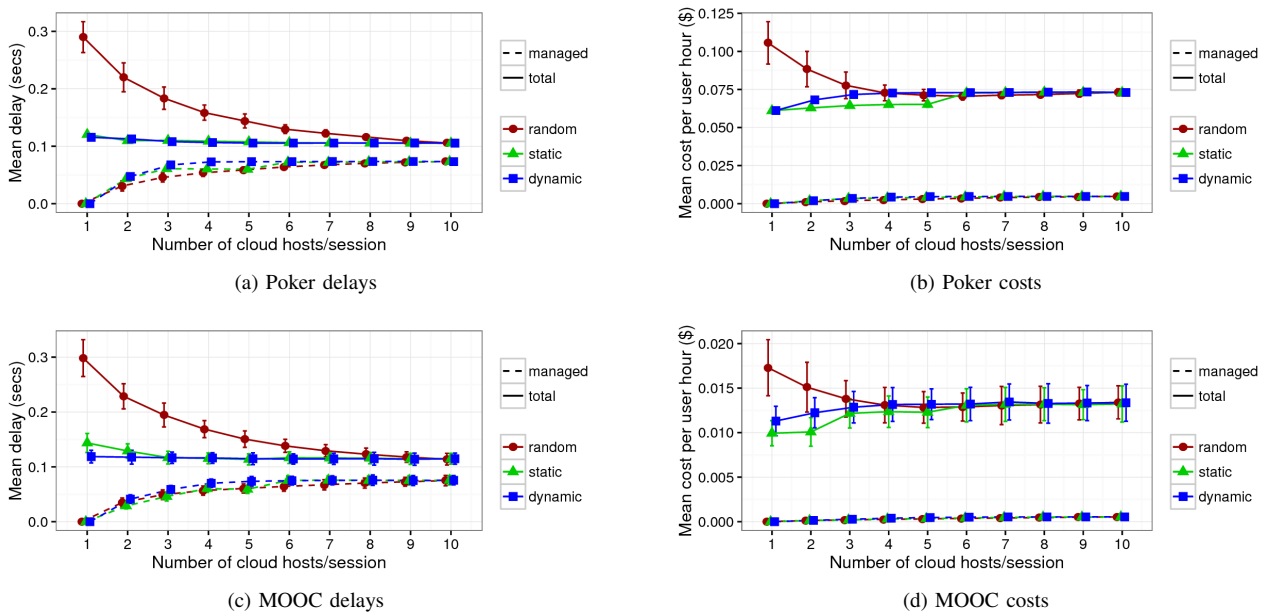 Mean delay (secs)
0.3
0.2
0.1
0.0
1 2 3 4 5 6 7 8 9 10
Number of cloud hosts/session
managed
total
random
static
dynamic
(a) Poker delays
Mean cost per user hour ($)
0.125
0.100
0.075
0.050
0.025
0.000
1 2 3 4 5 6 7 8 9 10
Number of cloud hosts/session
managed
total
random
static
dynamic
(b) Poker costs
Mean delay (secs)
0.3
0.2
0.1
0.0
1 2 3 4 5 6 7 8 9 10
Number of cloud hosts/session
managed
total
random
static
dynamic
(c) MOOC delays
Mean cost per user hour ($)
0.020
0.015
0.010
0.005
0.000
1 2 3 4 5 6 7 8 9 10
Number of cloud hosts/session
managed
total
random
static
dynamic
(d) MOOC costs